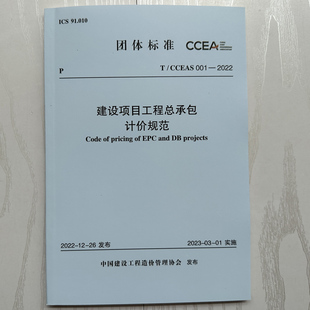 ICS 91.010
团体标准 CCEA
P
T/CCEAS 001—2022
建设项目工程总承包
计价规范
Code of pricing of EPC and DB projects
2022-12-26 发布 2023-03-01 实施
中国建设工程造价管理协会 发布